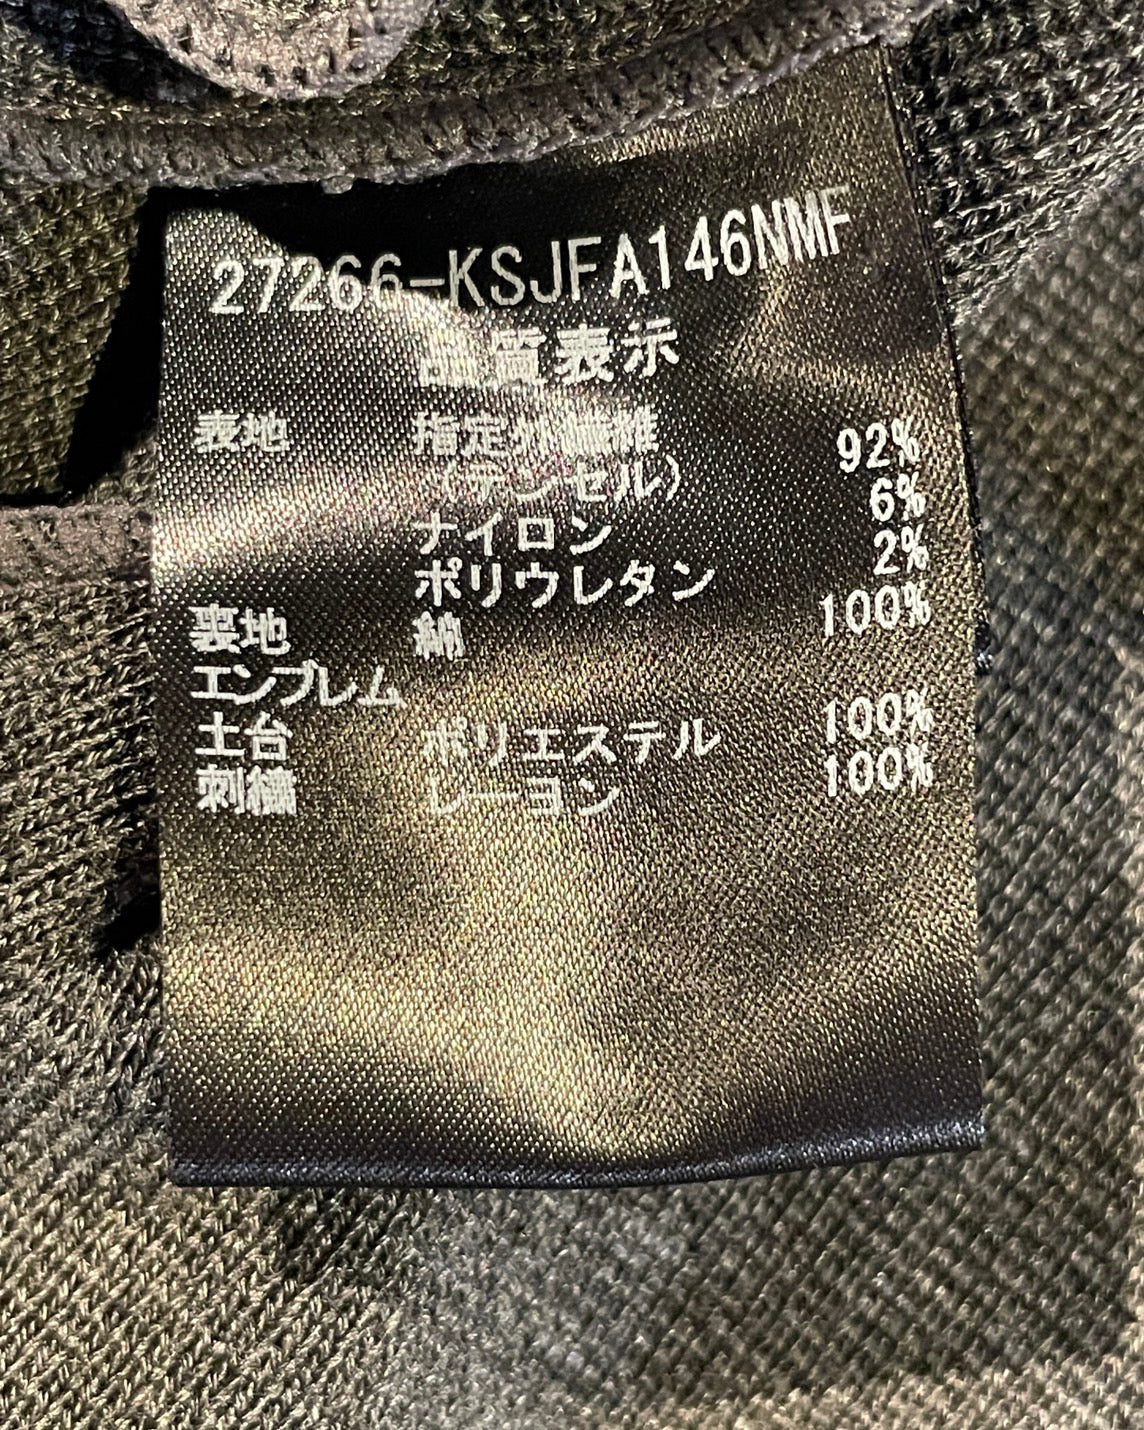 27266-KSJFA146NMF
品質表示
表地 指定外繊維 92%
(テンセル)
ナイロン 6%
ポリウレタン 2%
裏地 綿 100%
エンブレム
土台 ポリエステル 100%
刺繍 レーヨン 100%